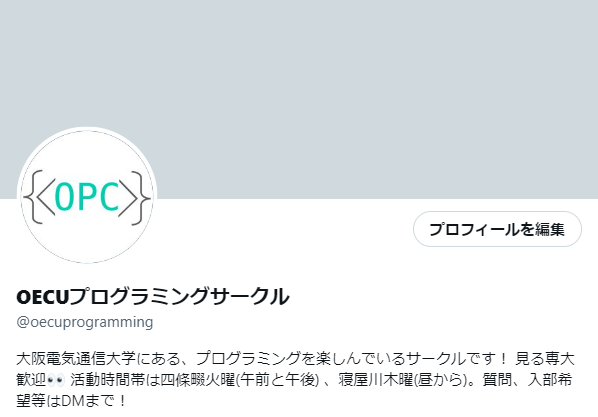 {<OPC>}
プロフィールを編集
OECUプログラミングサークル
@oecuprogramming
大阪電気通信大学にある、プログラミングを楽しんでいるサークルです！ 見る専大
歓迎👀 活動時間帯は四條畷火曜(午前と午後) 、寝屋川木曜(昼から)。質問、入部希
望等はDMまで！